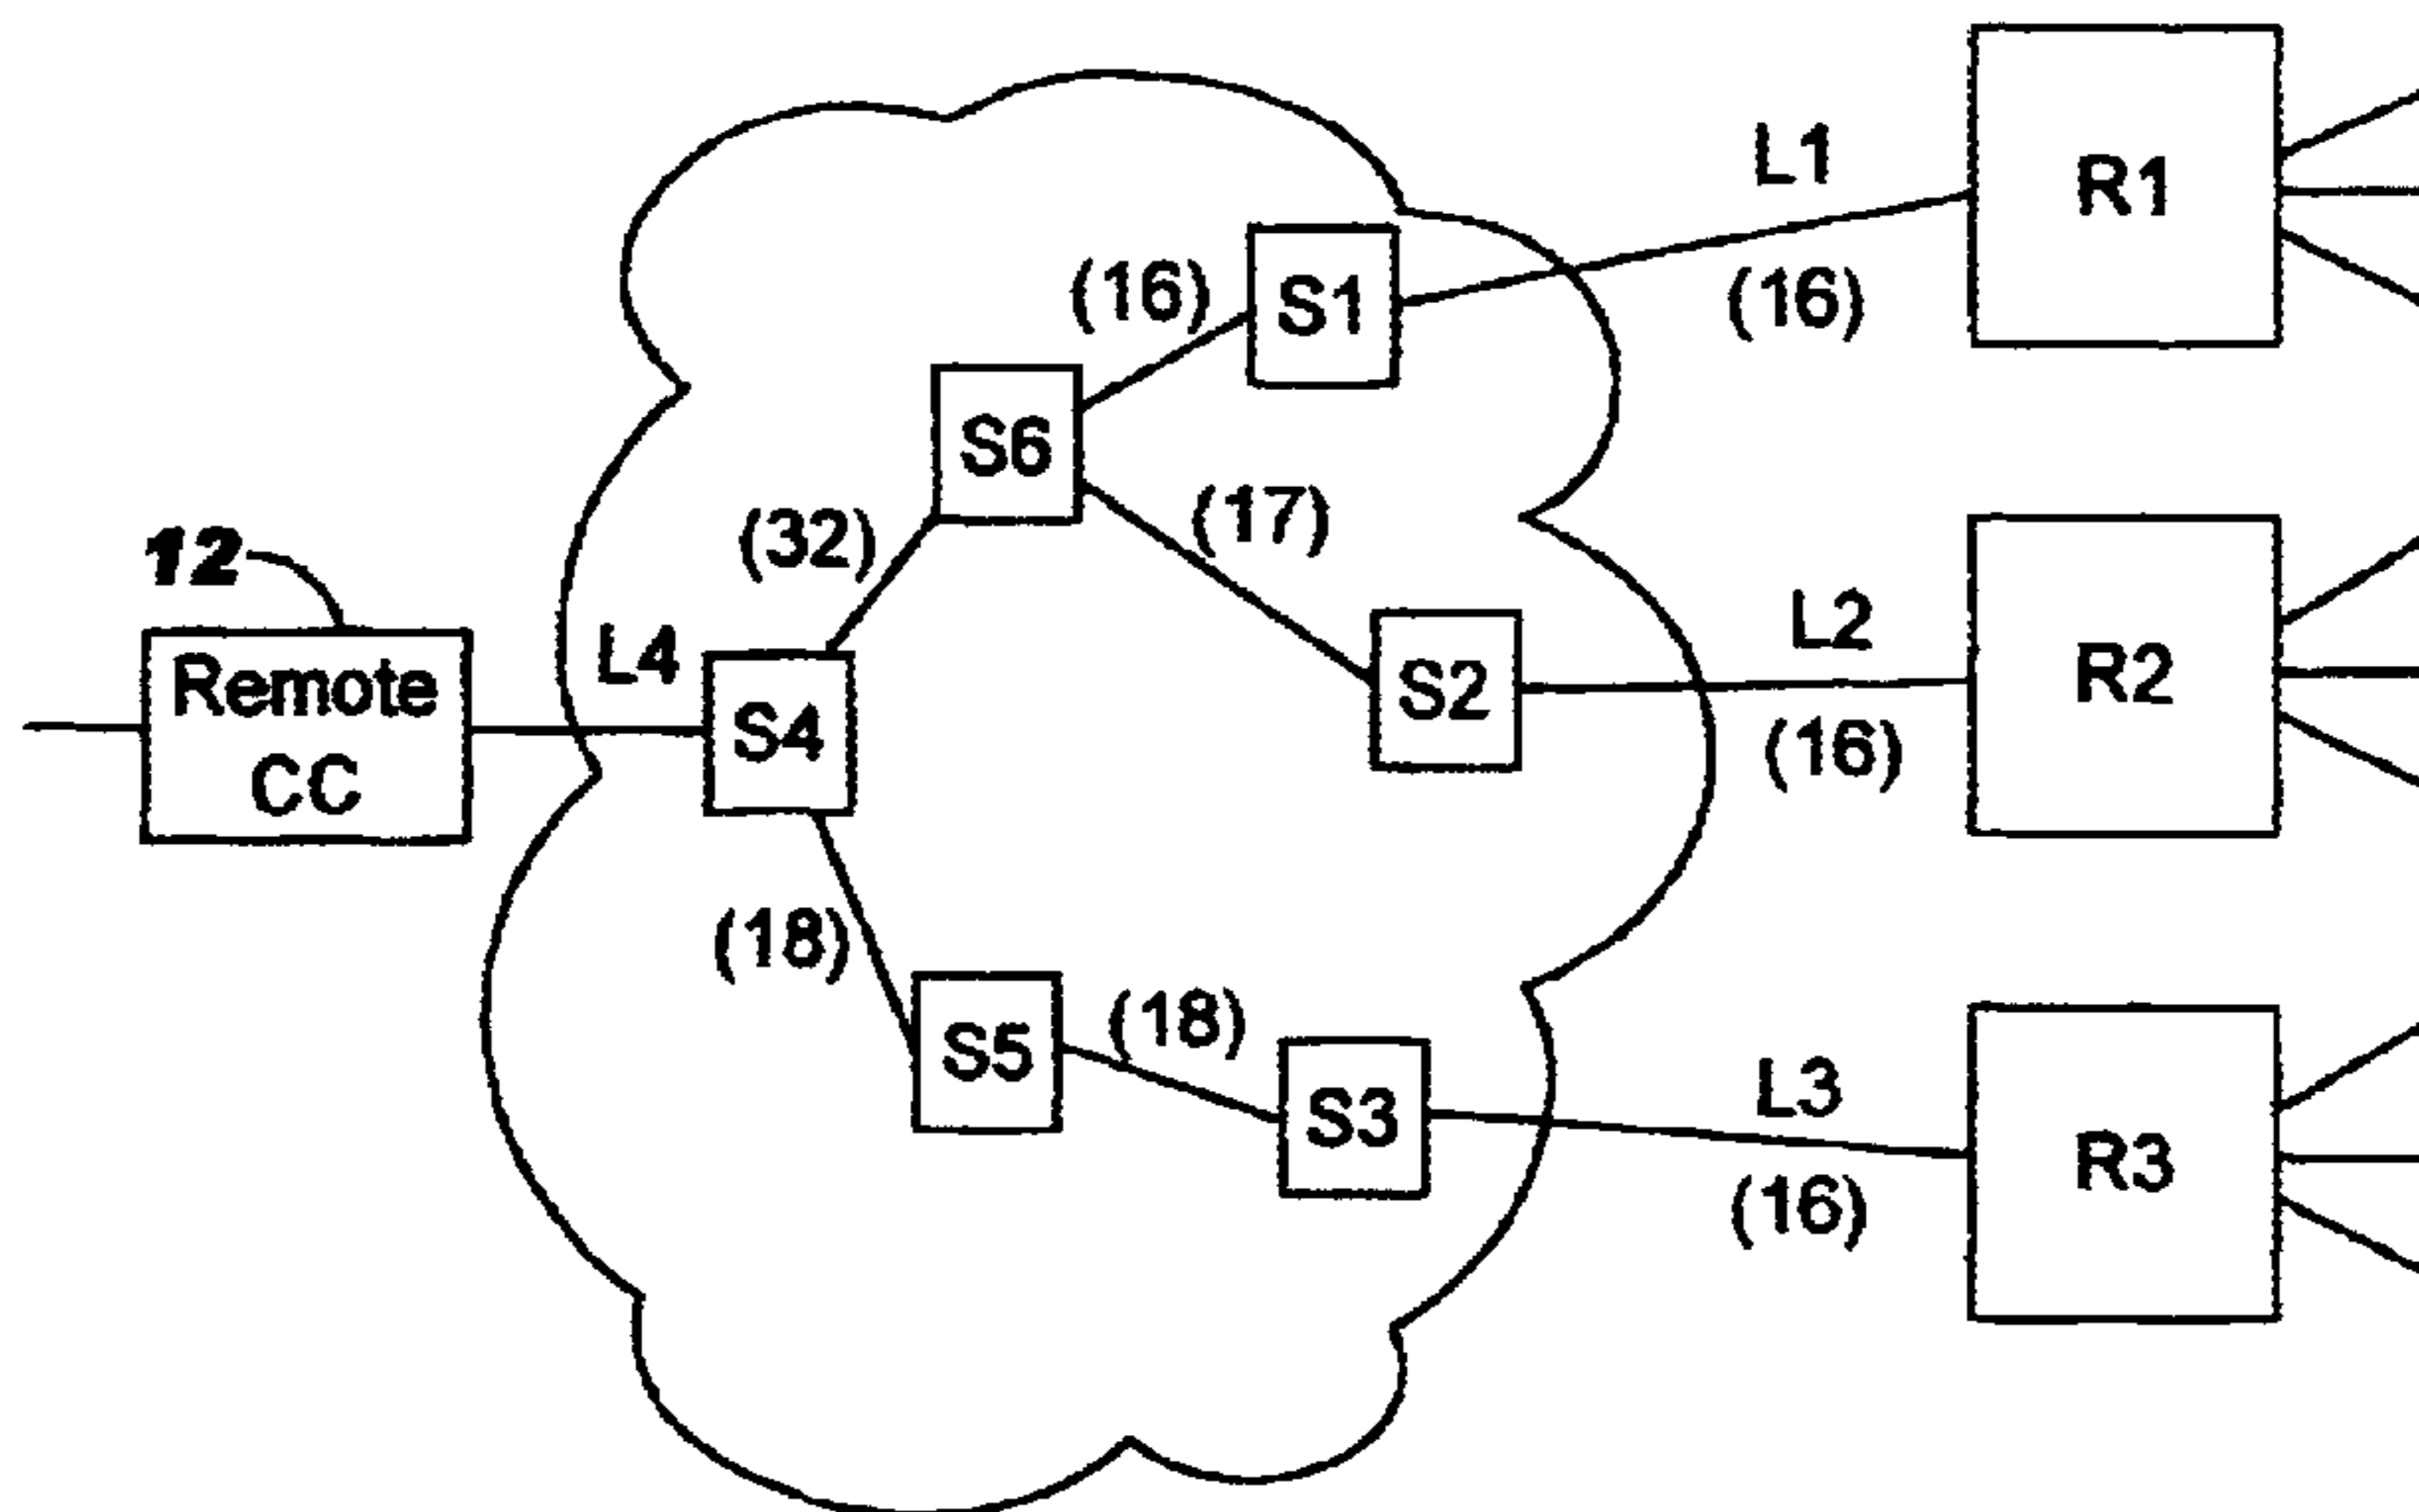 L1
R1
(16)
S1
(16)
S6
(32)
(17)
12
L4
Remote
CC
S4
S2
L2
R2
(16)
(18)
S5
(18)
S3
L3
R3
(16)